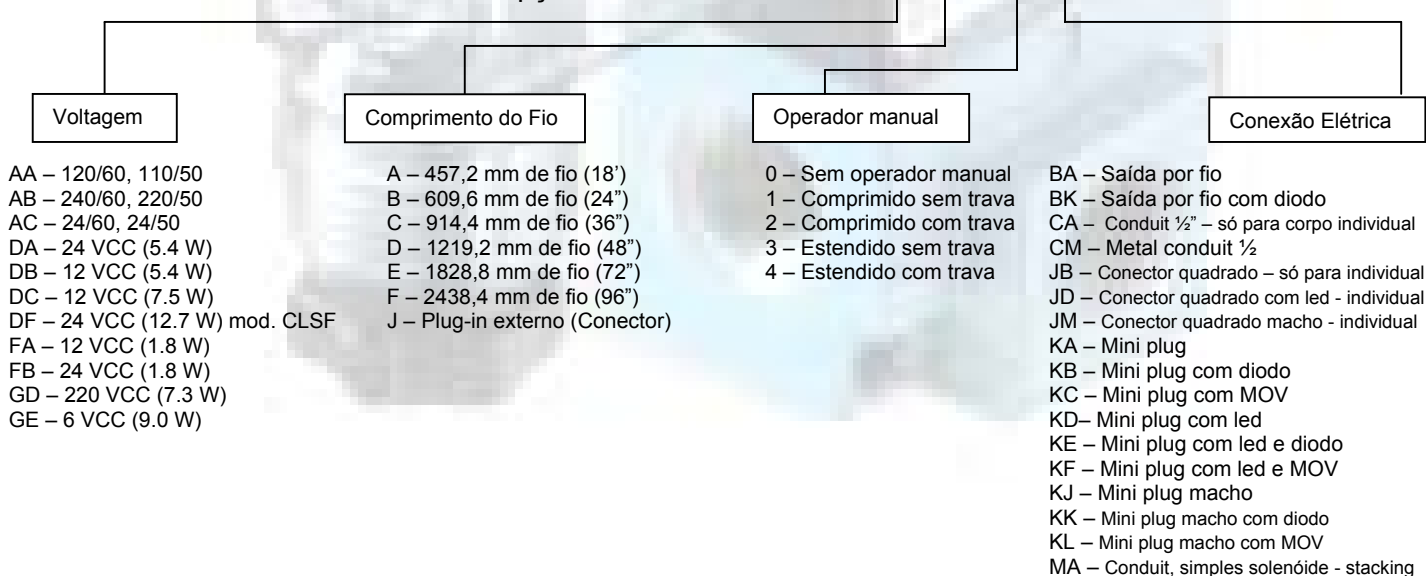 Voltagem
AA – 120/60, 110/50
AB – 240/60, 220/50
AC – 24/60, 24/50
DA – 24 VCC (5.4 W)
DB – 12 VCC (5.4 W)
DC – 12 VCC (7.5 W)
DF – 24 VCC (12.7 W) mod. CLSF
FA – 12 VCC (1.8 W)
FB – 24 VCC (1.8 W)
GD – 220 VCC (7.3 W)
GE – 6 VCC (9.0 W)
Comprimento do Fio
A – 457,2 mm de fio (18’)
B – 609,6 mm de fio (24”)
C – 914,4 mm de fio (36”)
D – 1219,2 mm de fio (48”)
E – 1828,8 mm de fio (72”)
F – 2438,4 mm de fio (96”)
J – Plug-in externo (Conector)
Operador manual
0 – Sem operador manual
1 – Comprimido sem trava
2 – Comprimido com trava
3 – Estendido sem trava
4 – Estendido com trava
Conexão Elétrica
BA – Saída por fio
BK – Saída por fio com diodo
CA – Conduit ½” – só para corpo individual
CM – Metal conduit ½
JB – Conector quadrado – só para individual
JD – Conector quadrado com led - individual
JM – Conector quadrado macho - individual
KA – Mini plug
KB – Mini plug com diodo
KC – Mini plug com MOV
KD– Mini plug com led
KE – Mini plug com led e diodo
KF – Mini plug com led e MOV
KJ – Mini plug macho
KK – Mini plug macho com diodo
KL – Mini plug macho com MOV
MA – Conduit, simples solenóide - stacking